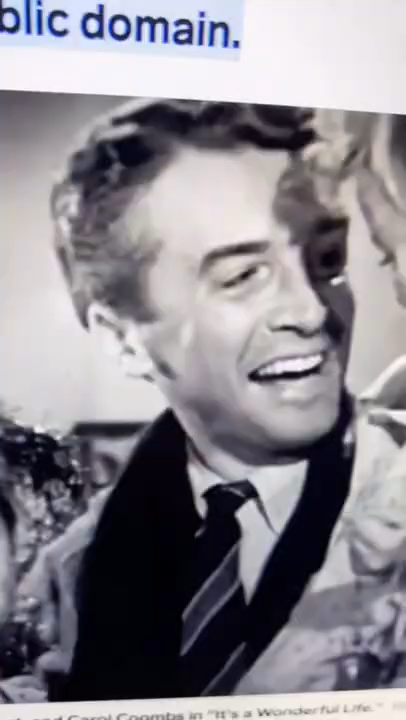 blic domain.
and Carol Coombs in "It's a Wonderful Life."